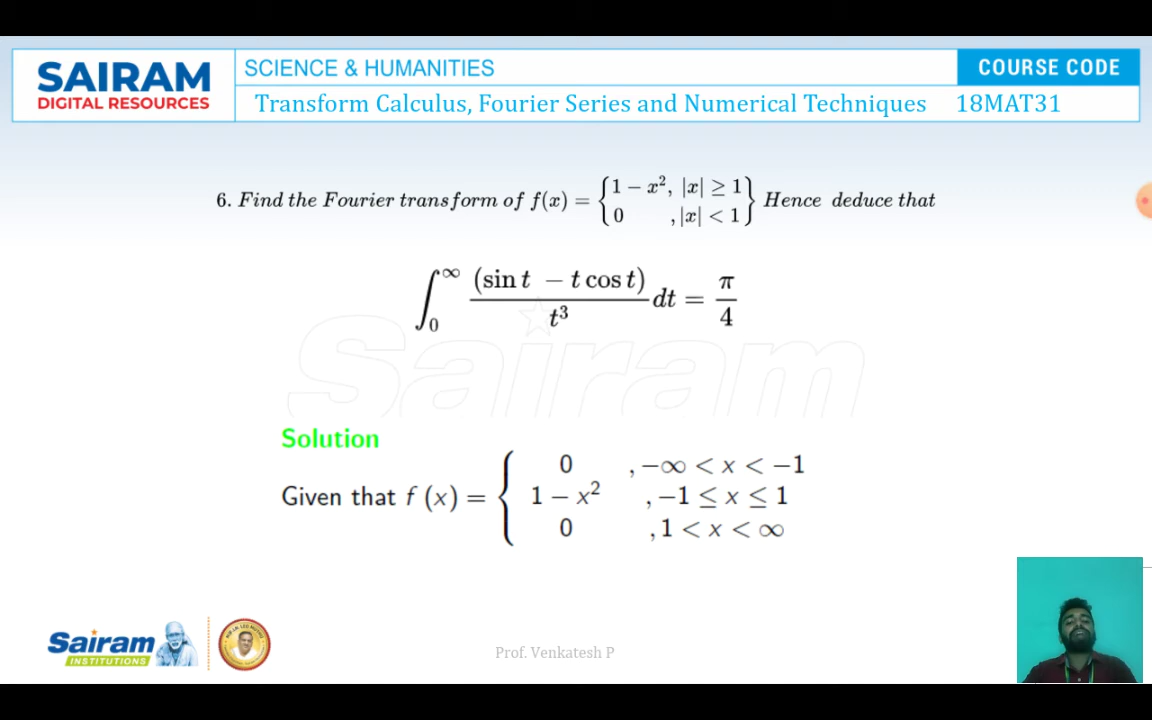 SAIRAM
DIGITAL RESOURCES
SCIENCE & HUMANITIES
COURSE CODE
Transform Calculus, Fourier Series and Numerical Techniques 18MAT31
6. Find the Fourier transform of f(x) = {1 − x², |x| ≥ 1
0 , |x| < 1} Hence deduce that
∫₀^∞ (sin t − t cos t)/t³ dt = π/4
Sairam
Solution
Given that f (x) = { 0 , −∞ < x < −1
1 − x² , −1 ≤ x ≤ 1
0 , 1 < x < ∞
Sairam
INSTITUTIONS
Prof. Venkatesh P